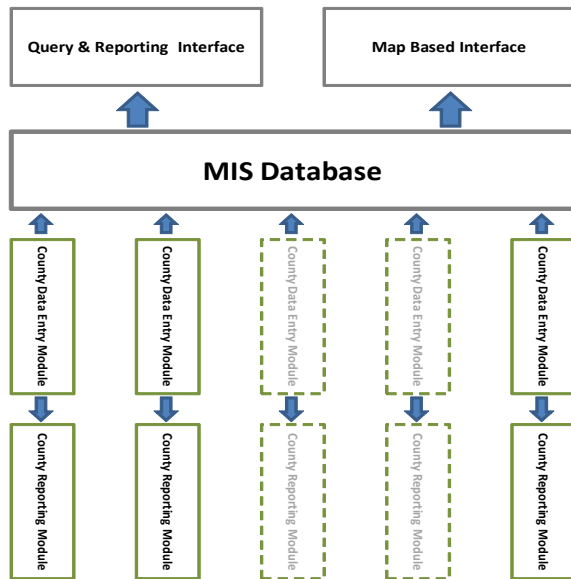 Query & Reporting Interface
Map Based Interface
MIS Database
County Data Entry Module
County Data Entry Module
County Data Entry Module
County Data Entry Module
County Data Entry Module
County Reporting Module
County Reporting Module
County Reporting Module
County Reporting Module
County Reporting Module